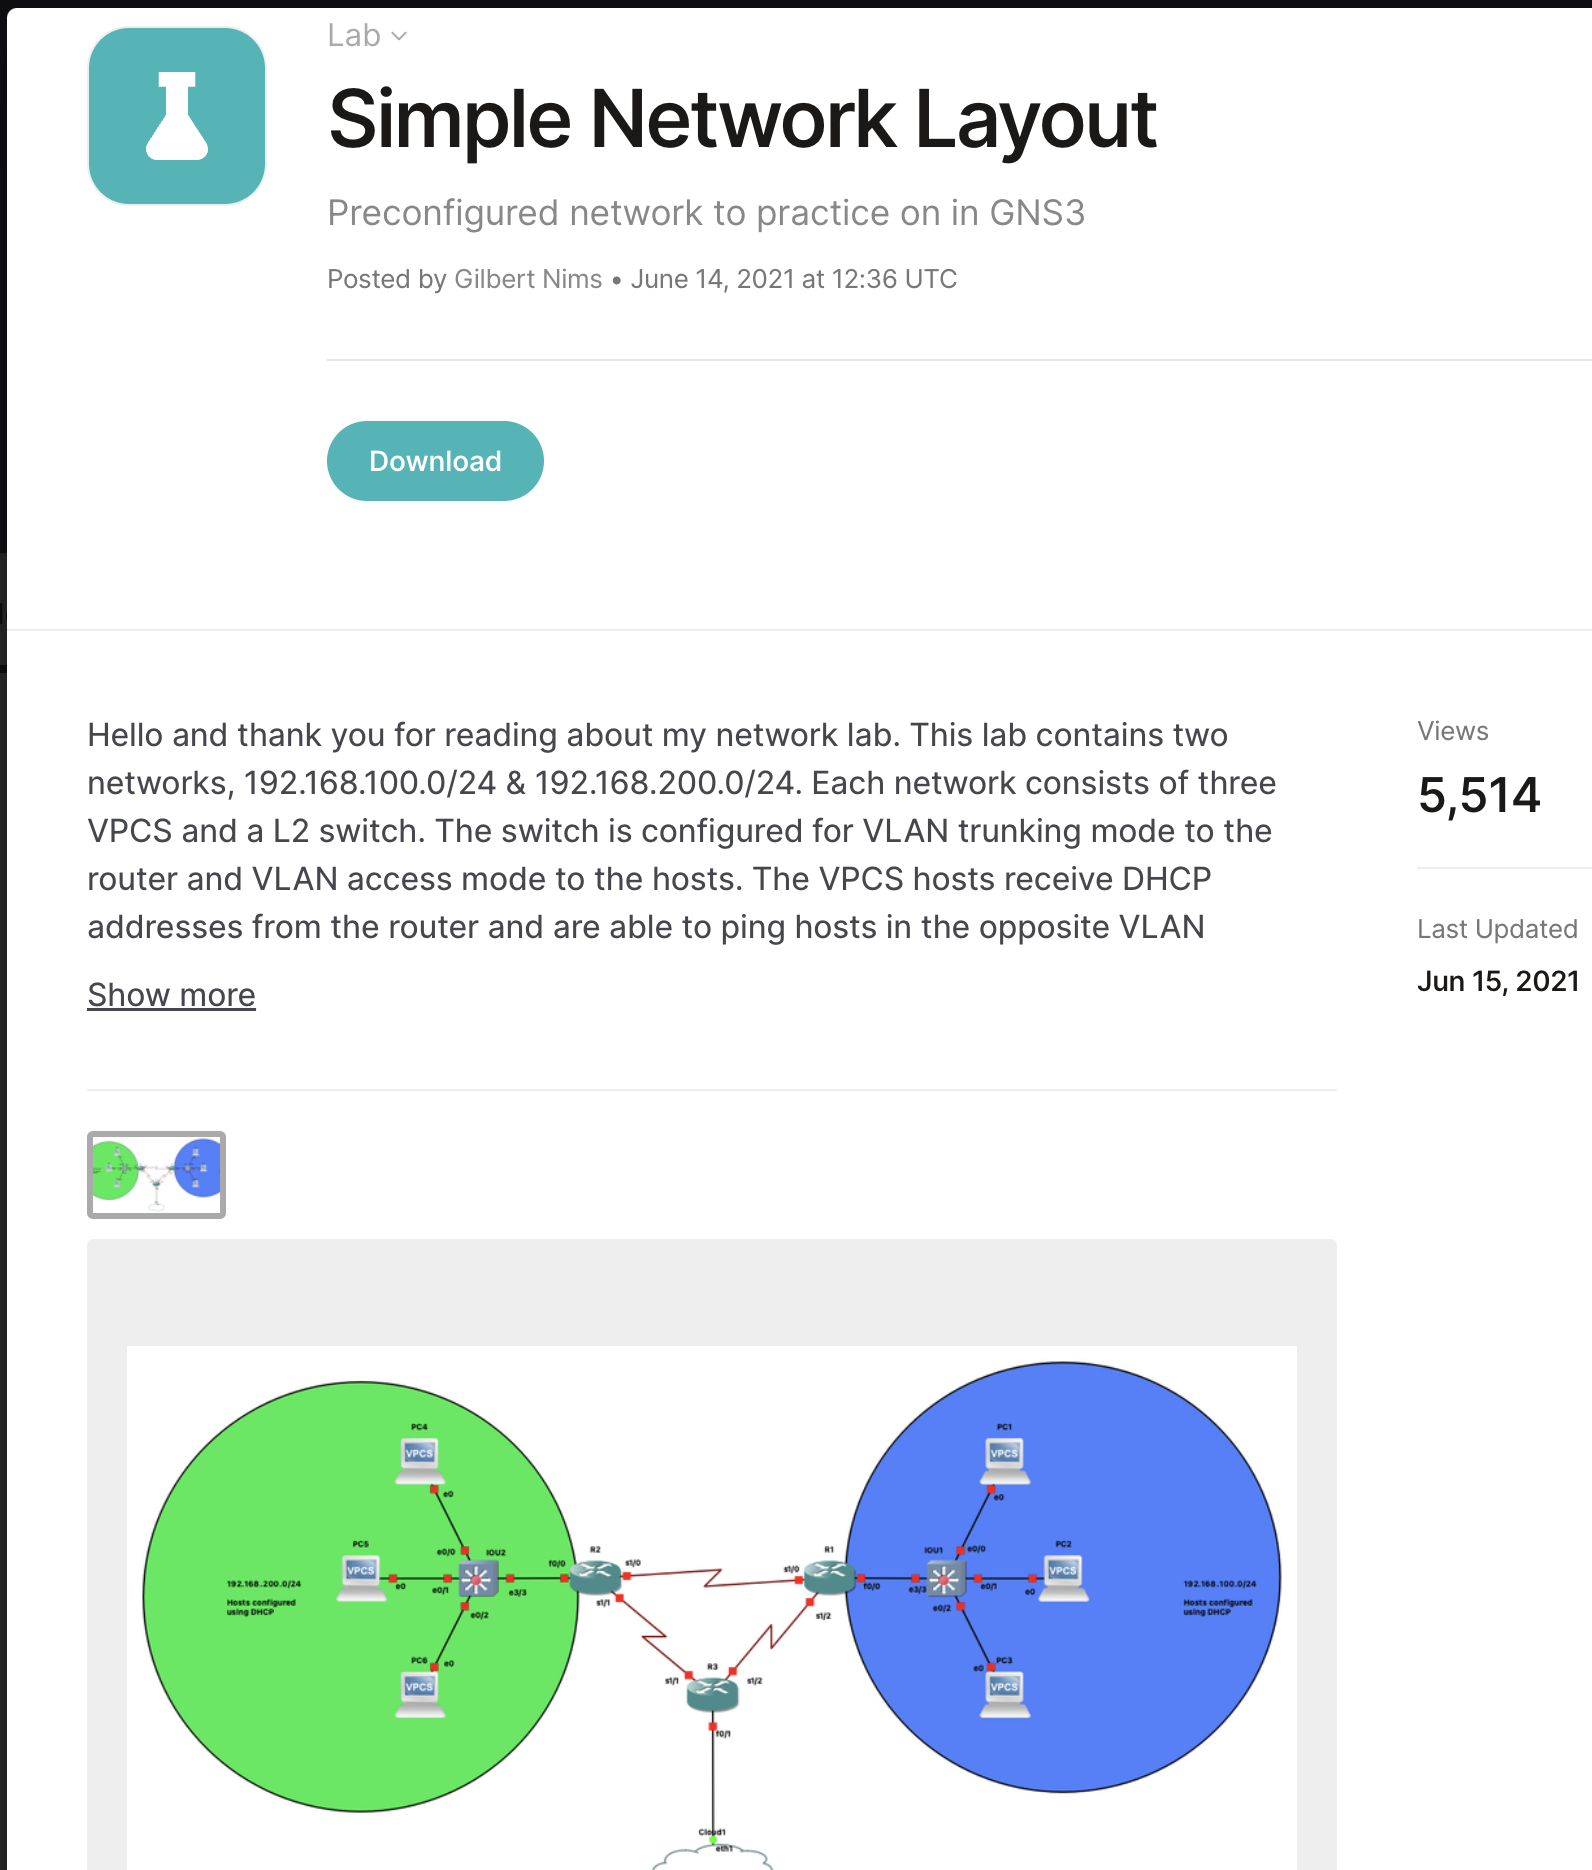 Lab
Simple Network Layout
Preconfigured network to practice on in GNS3
Posted by Gilbert Nims • June 14, 2021 at 12:36 UTC
Download
Hello and thank you for reading about my network lab. This lab contains two
networks, 192.168.100.0/24 & 192.168.200.0/24. Each network consists of three
VPCS and a L2 switch. The switch is configured for VLAN trunking mode to the
router and VLAN access mode to the hosts. The VPCS hosts receive DHCP
addresses from the router and are able to ping hosts in the opposite VLAN
Show more
Views
5,514
Last Updated
Jun 15, 2021
PC4
VPCS
e0
PC5
VPCS
e0
e0/0
IOU2
e0/1
e3/3
e0/2
192.168.200.0/24
Hosts configured
using DHCP
PC6
e0
VPCS
f0/0
R2
s1/0
s1/1
s1/0
R1
f0/0
s1/2
R3
s1/1
s1/2
f0/1
Cloud1
eth1
PC1
VPCS
e0
IOU1
e0/0
e3/3
e0/1
e0/2
PC2
e0
VPCS
192.168.100.0/24
Hosts configured
using DHCP
PC3
e0
VPCS